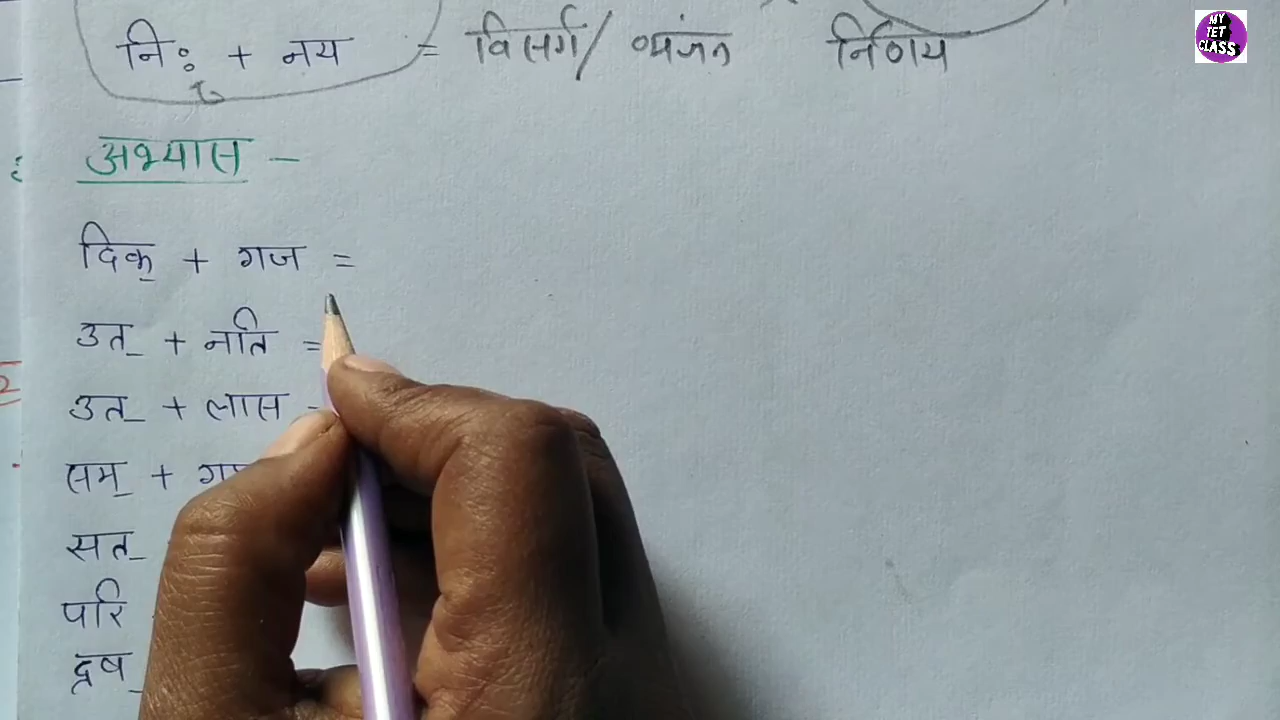 निः + नय = विसर्ग/ व्यंजन निर्णय
MY TET CLASS
अभ्यास -
दिक् + गज =
उत् + नति =
उत् + लास -
सम् +
सत्
परि
द्रष्